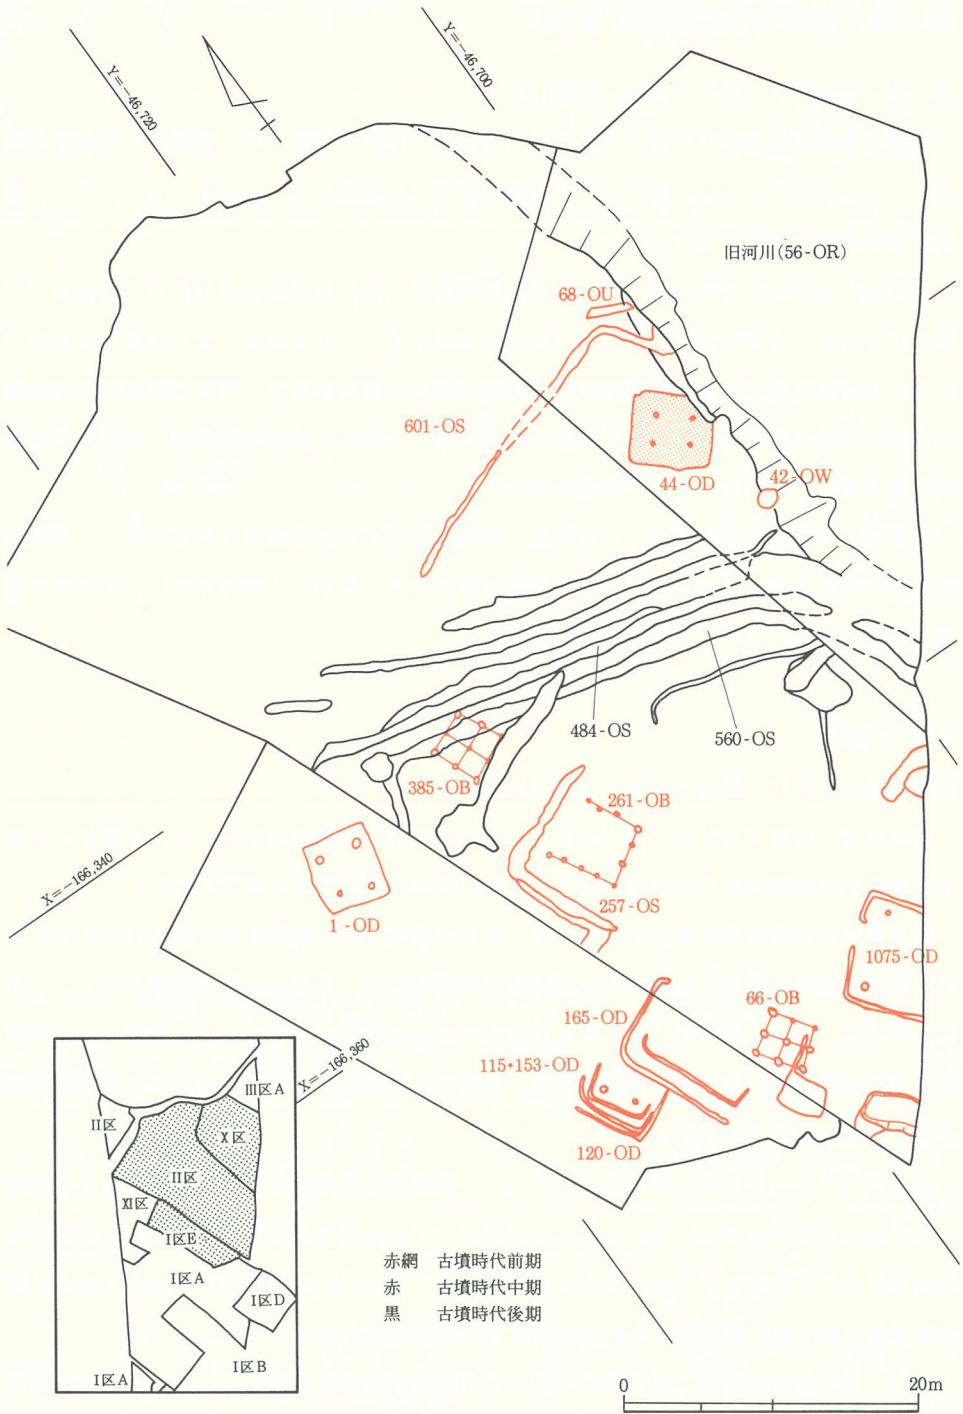 Y=-46,720
Y=-46,700
旧河川(56-OR)
68-OU
601-OS
44-OD
42-OW
484-OS
560-OS
385-OB
261-OB
257-OS
X=-166,340
1-OD
1075-OD
66-OB
165-OD
115・153-OD
120-OD
X=-166,360
III区A
II区
X区
II区
XII区
I区E
I区A
I区D
I区B
I区A
赤網 古墳時代前期
赤 古墳時代中期
黒 古墳時代後期
0 20m